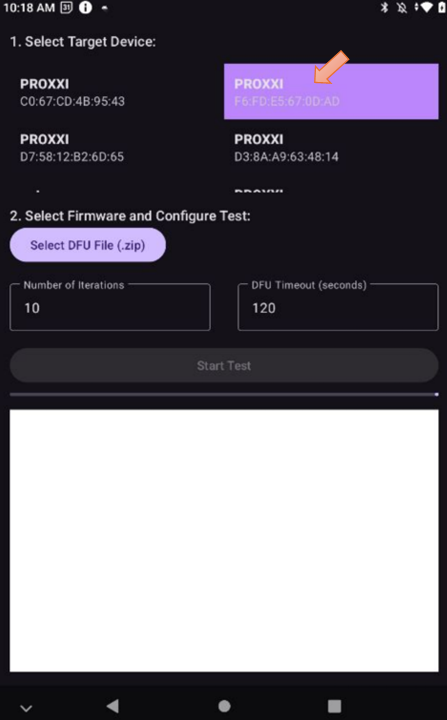 10:18 AM 31
1. Select Target Device:
PROXXI
C0:67:CD:4B:95:43
PROXXI
F6:FD:E5:67:0D:AD
PROXXI
D7:58:12:B2:6D:65
PROXXI
D3:8A:A9:63:48:14
PROXXI
2. Select Firmware and Configure Test:
Select DFU File (.zip)
Number of Iterations
10
DFU Timeout (seconds)
120
Start Test